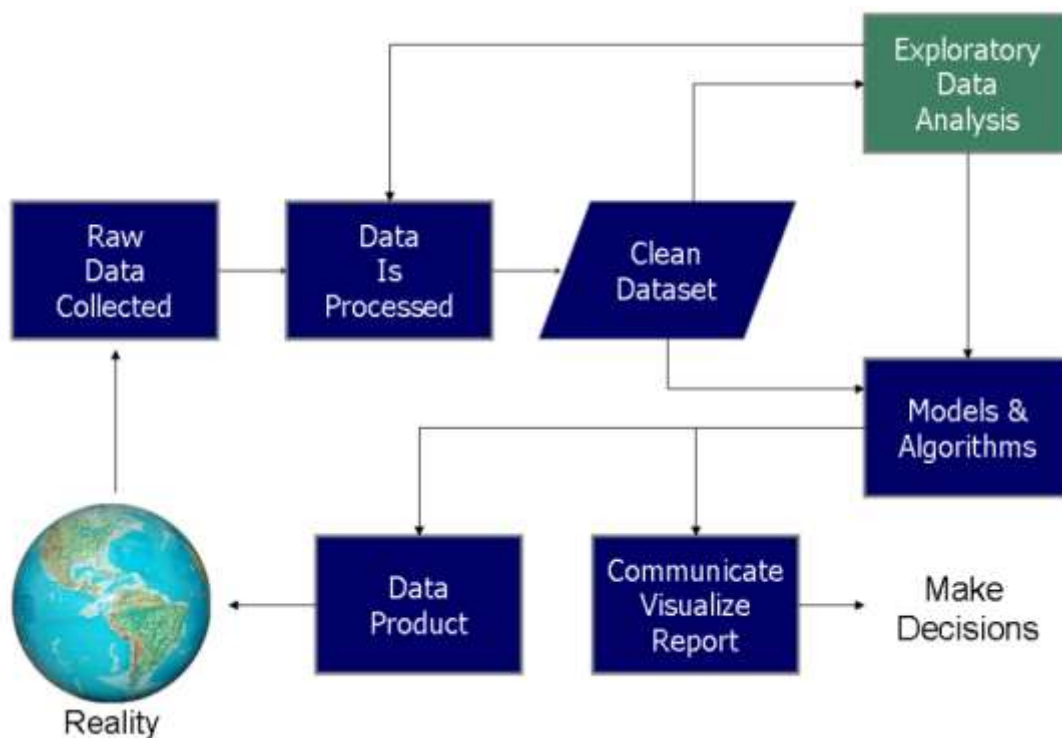 Exploratory
Data
Analysis
Raw
Data
Collected
Data
Is
Processed
Clean
Dataset
Models &
Algorithms
Data
Product
Communicate
Visualize
Report
Make
Decisions
Reality